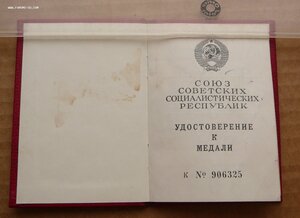 СОЮЗ
СОВЕТСКИХ
СОЦИАЛИСТИЧЕСКИХ
РЕСПУБЛИК
УДОСТОВЕРЕНИЕ
К
МЕДАЛИ
К № 906325